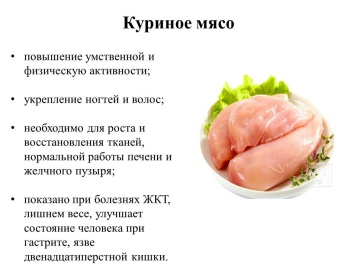 Куриное мясо
• повышение умственной и
физическую активности;
• укрепление ногтей и волос;
• необходимо для роста и
восстановления тканей,
нормальной работы печени и
желчного пузыря;
• показано при болезнях ЖКТ,
лишнем весе, улучшает
состояние человека при
гастрите, язве
двенадцатиперстной кишки.